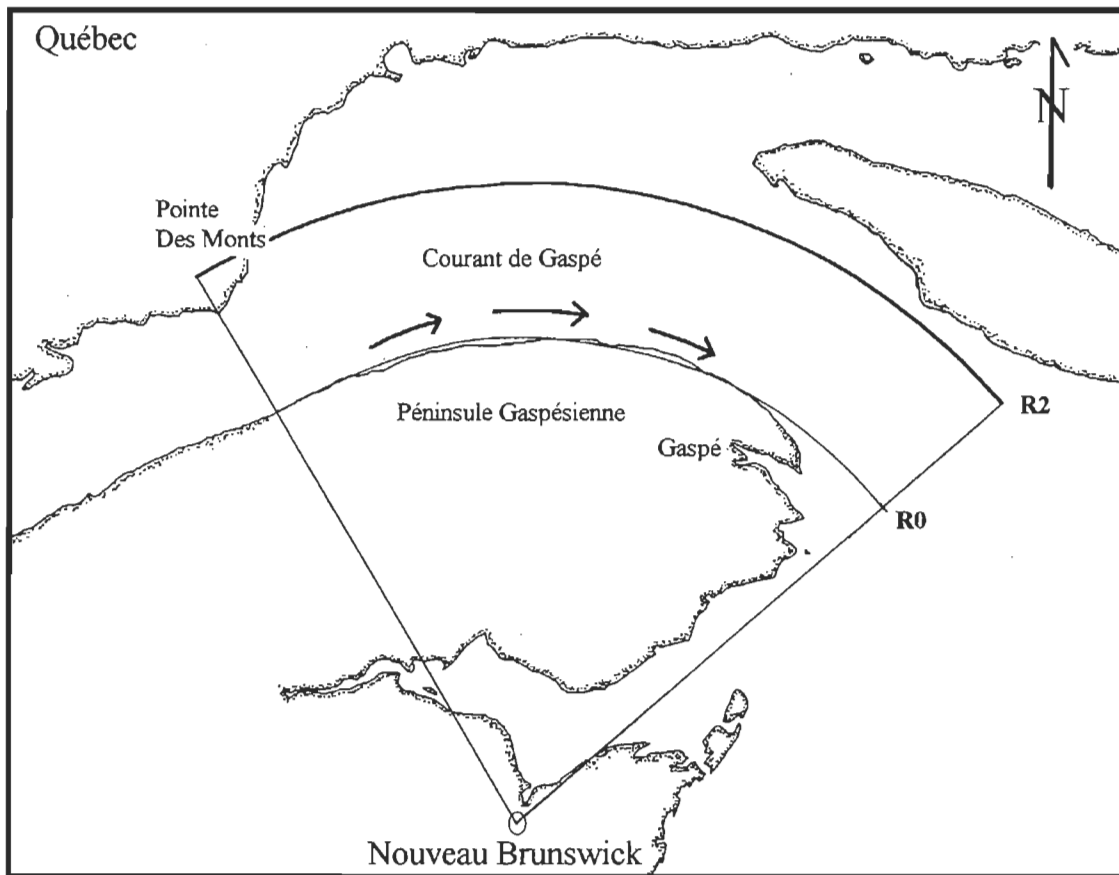 Québec
N
Pointe
Des Monts
Courant de Gaspé
Péninsule Gaspésienne
R2
Gaspé
R0
Nouveau Brunswick